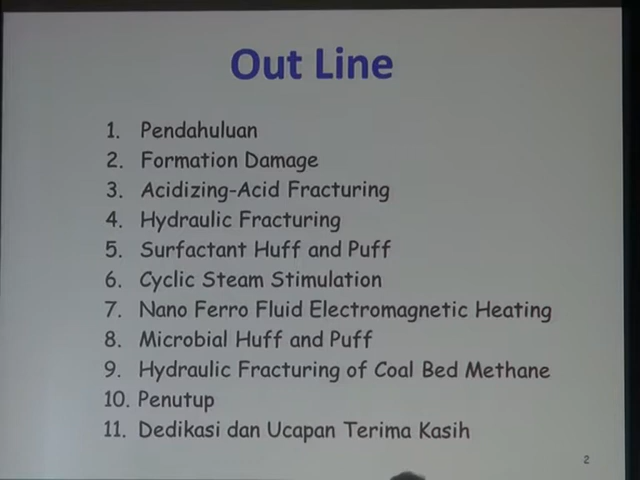 Out Line
1. Pendahuluan
2. Formation Damage
3. Acidizing-Acid Fracturing
4. Hydraulic Fracturing
5. Surfactant Huff and Puff
6. Cyclic Steam Stimulation
7. Nano Ferro Fluid Electromagnetic Heating
8. Microbial Huff and Puff
9. Hydraulic Fracturing of Coal Bed Methane
10. Penutup
11. Dedikasi dan Ucapan Terima Kasih
2